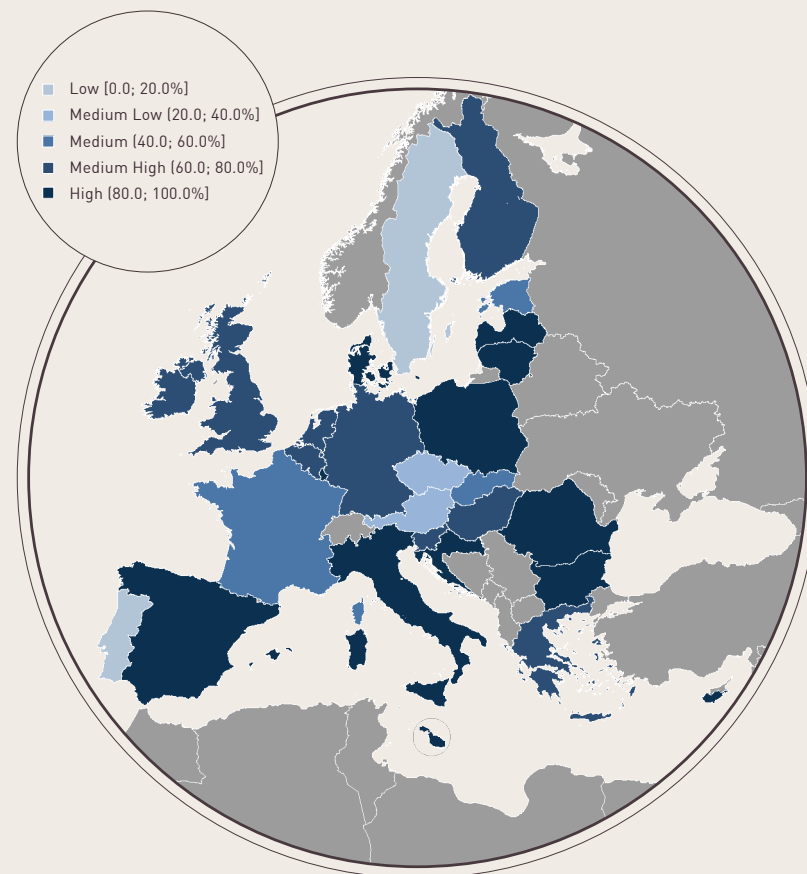 Low [0.0; 20.0%]
Medium Low (20.0; 40.0%]
Medium (40.0; 60.0%]
Medium High (60.0; 80.0%]
High (80.0; 100.0%]